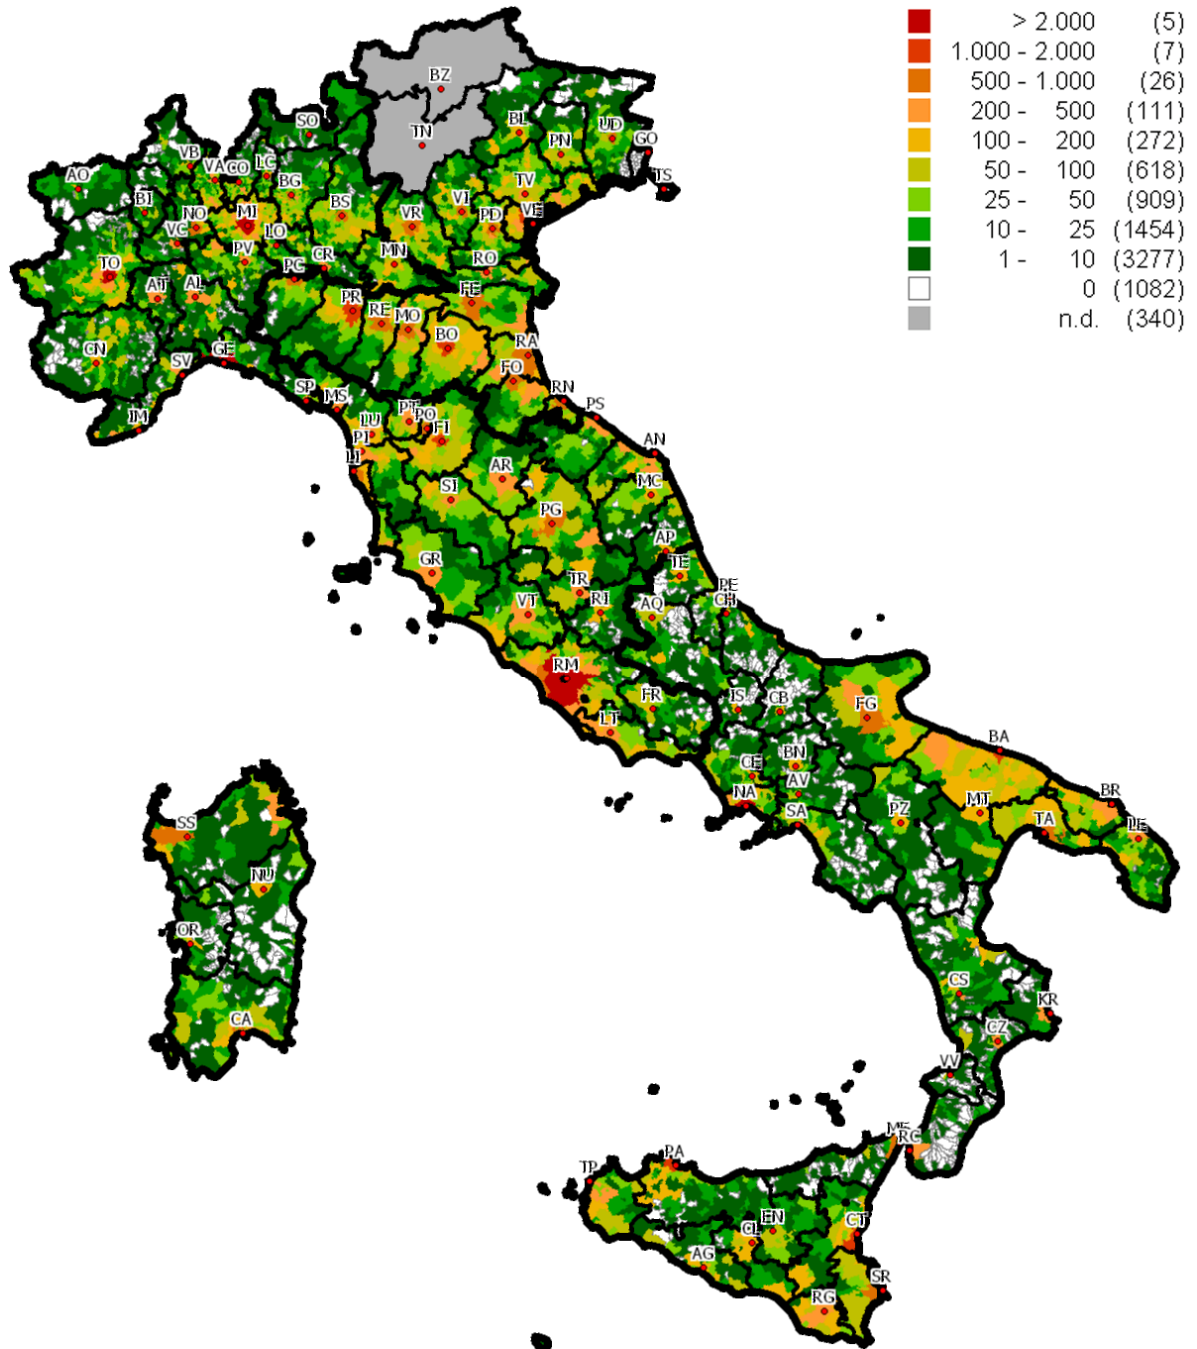 > 2.000 (5)
1.000 - 2.000 (7)
500 - 1.000 (26)
200 - 500 (111)
100 - 200 (272)
50 - 100 (618)
25 - 50 (909)
10 - 25 (1454)
1 - 10 (3277)
0 (1082)
n.d. (340)
BZ
SO
TN
BL
UD
PN
GO
VB
VA
CO
LC
AO
BG
TV
TS
BI
NO
MI
BS
VR
VI
PD
VE
VC
LO
PV
MN
TO
PC
CR
RO
AT
AL
PR
RE
MO
FE
BO
CN
SV
GE
RA
FO
SP
MS
RN
PS
IM
LU
PT
PO
FI
PI
LI
AN
AR
SI
MC
PG
AP
GR
TE
TR
VT
RI
AQ
PE
CH
RM
FR
IS
CB
FG
LT
BA
CE
BN
NA
AV
SA
BR
SS
PZ
MT
TA
LE
NU
OR
CS
KR
CA
CZ
VV
ME
RC
TP
PA
CL
EN
CT
AG
SR
RG